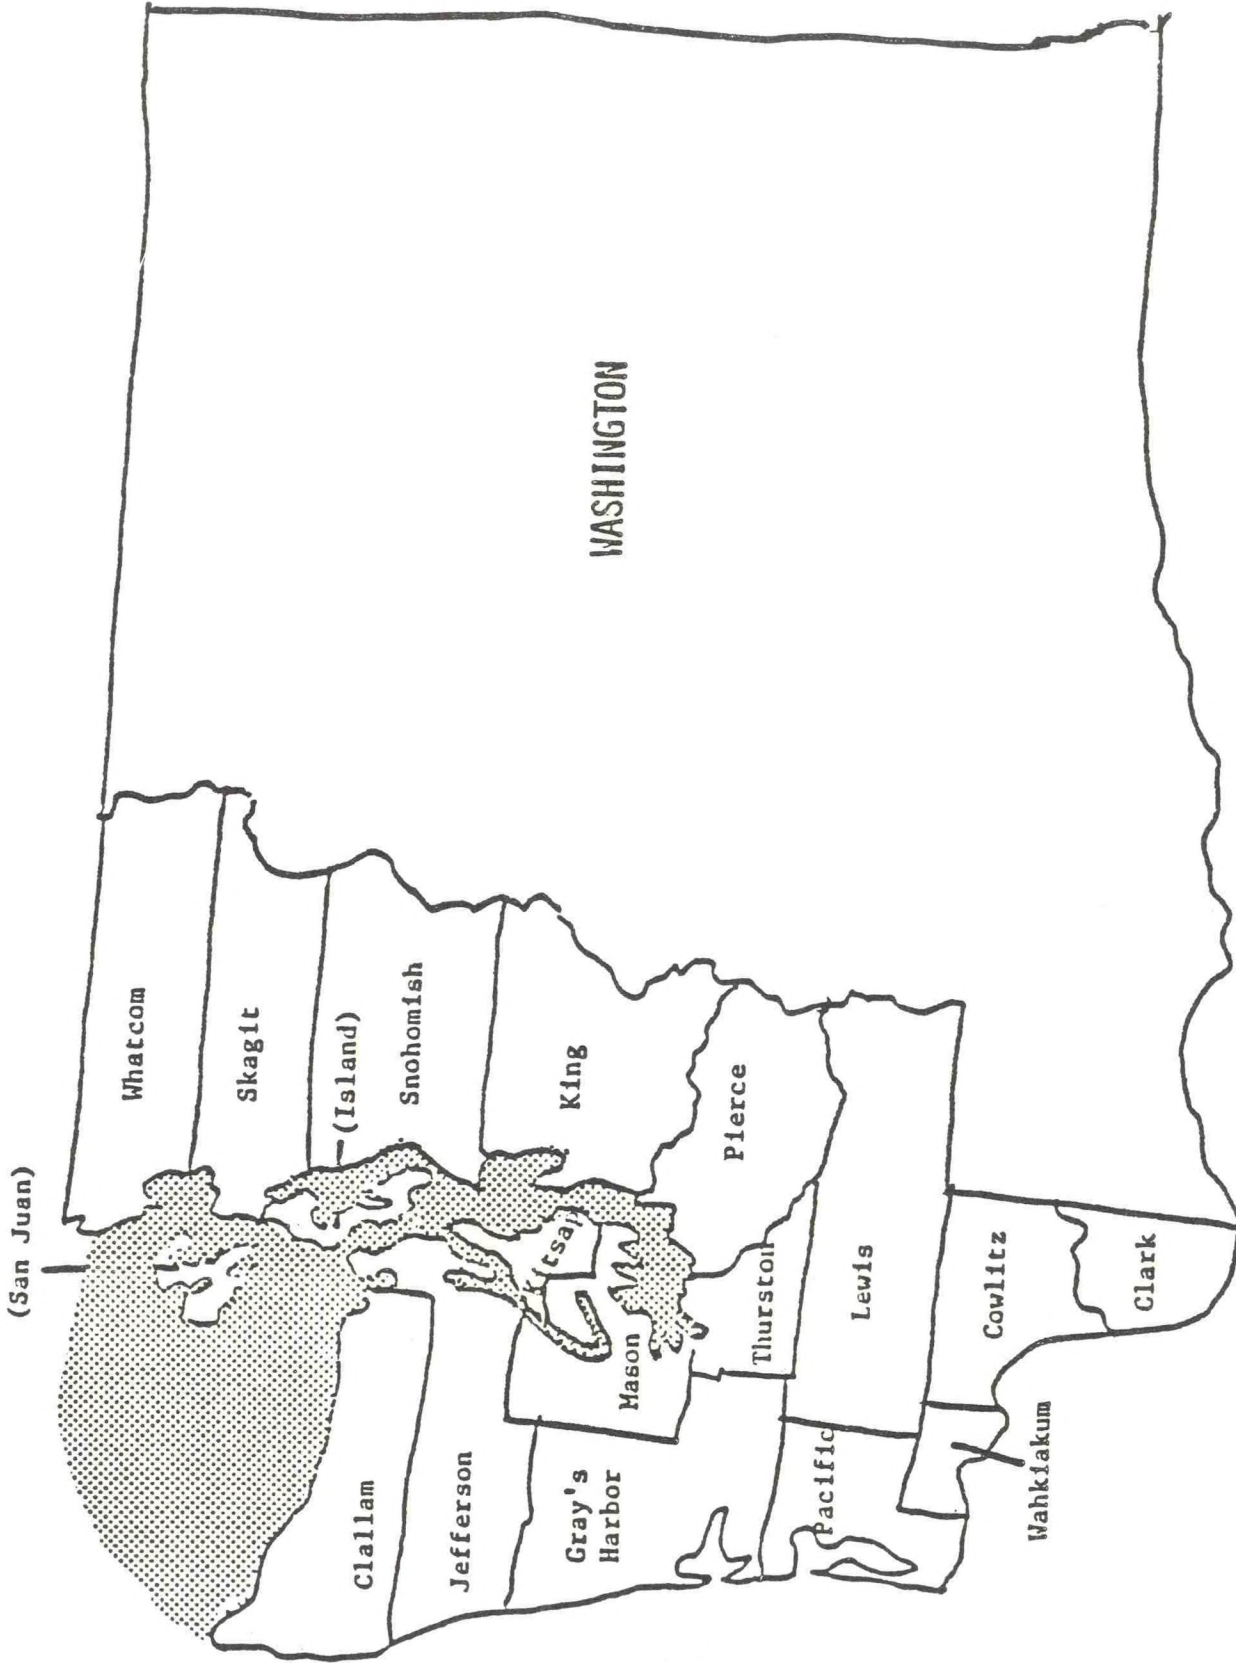 (San Juan)
Whatcom
Skagit
(Island)
Snohomish
King
Pierce
WASHINGTON
Kitsap
Clallam
Jefferson
Mason
Gray's
Harbor
Thurston
Lewis
Pacific
Cowlitz
Wahkiakum
Clark